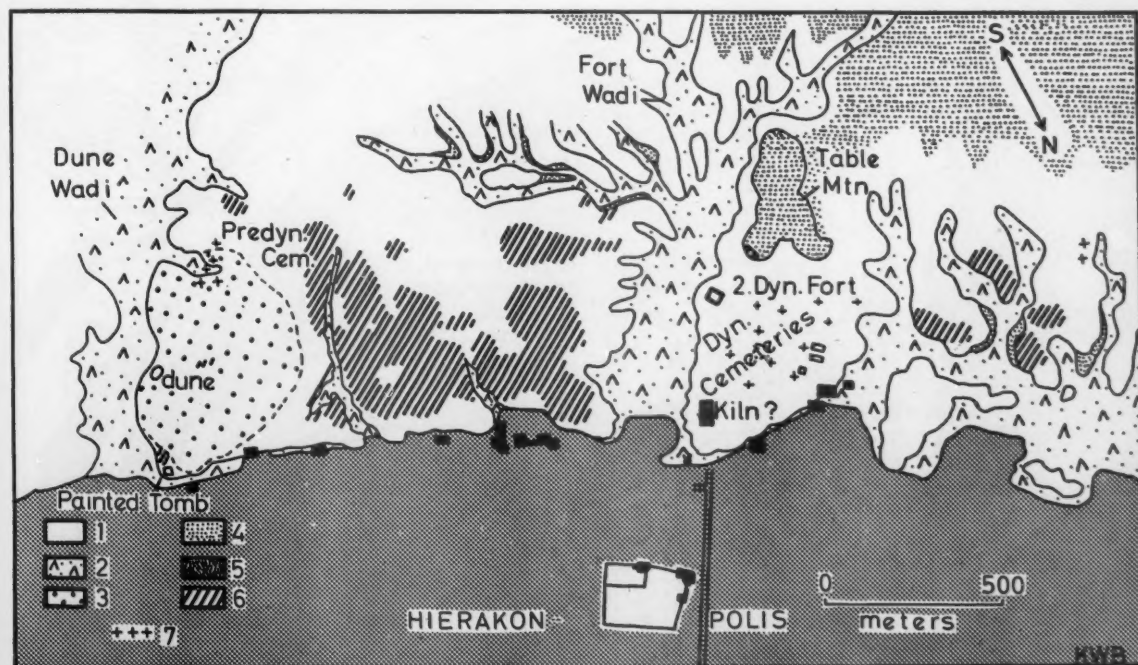 S
N
Fort
Wadi
Dune
Wadi
Table
Mtn
Predyn.
Cem.
2. Dyn. Fort
Dyn.
Cemeteries
"dune"
Kiln?
Painted Tomb
1
2
3
4
5
6
+++ 7
HIERAKON-
POLIS
0 500
meters
KWB